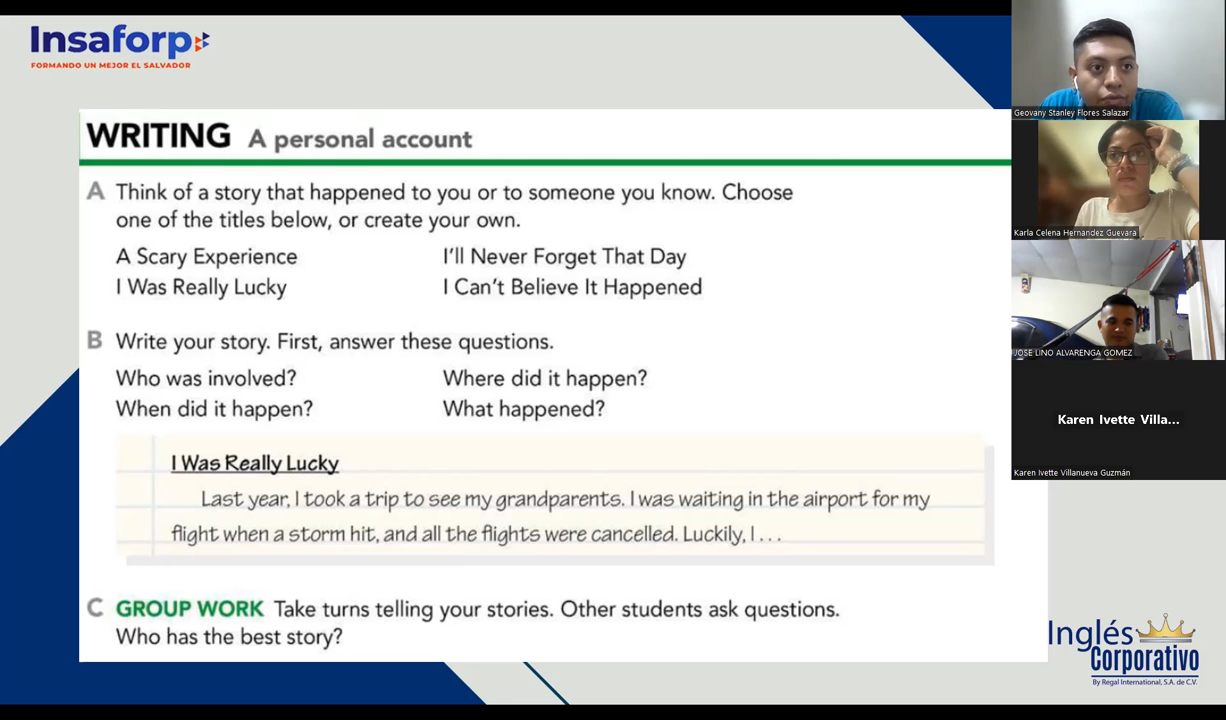 Insaforp
FORMANDO UN MEJOR EL SALVADOR
WRITING A personal account
A Think of a story that happened to you or to someone you know. Choose
one of the titles below, or create your own.
A Scary Experience I'll Never Forget That Day
I Was Really Lucky I Can't Believe It Happened
B Write your story. First, answer these questions.
Who was involved? Where did it happen?
When did it happen? What happened?
I Was Really Lucky
Last year, I took a trip to see my grandparents. I was waiting in the airport for my
flight when a storm hit, and all the flights were cancelled. Luckily, I . . .
C GROUP WORK Take turns telling your stories. Other students ask questions.
Who has the best story?
Geovany Stanley Flores Salazar
Karla Celena Hernandez Guevara
JOSE LINO ALVARENGA GOMEZ
Karen Ivette Villa...
Karen Ivette Villanueva Guzmán
Inglés
Corporativo
By Regal International, S.A. de C.V.